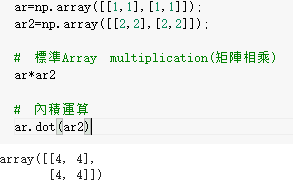 ar=np.array([[1,1],[1,1]]);
ar2=np.array([[2,2],[2,2]]);
# 標準Array multiplication(矩陣相乘)
ar*ar2
# 內積運算
ar.dot(ar2)
array([[4, 4],
[4, 4]])